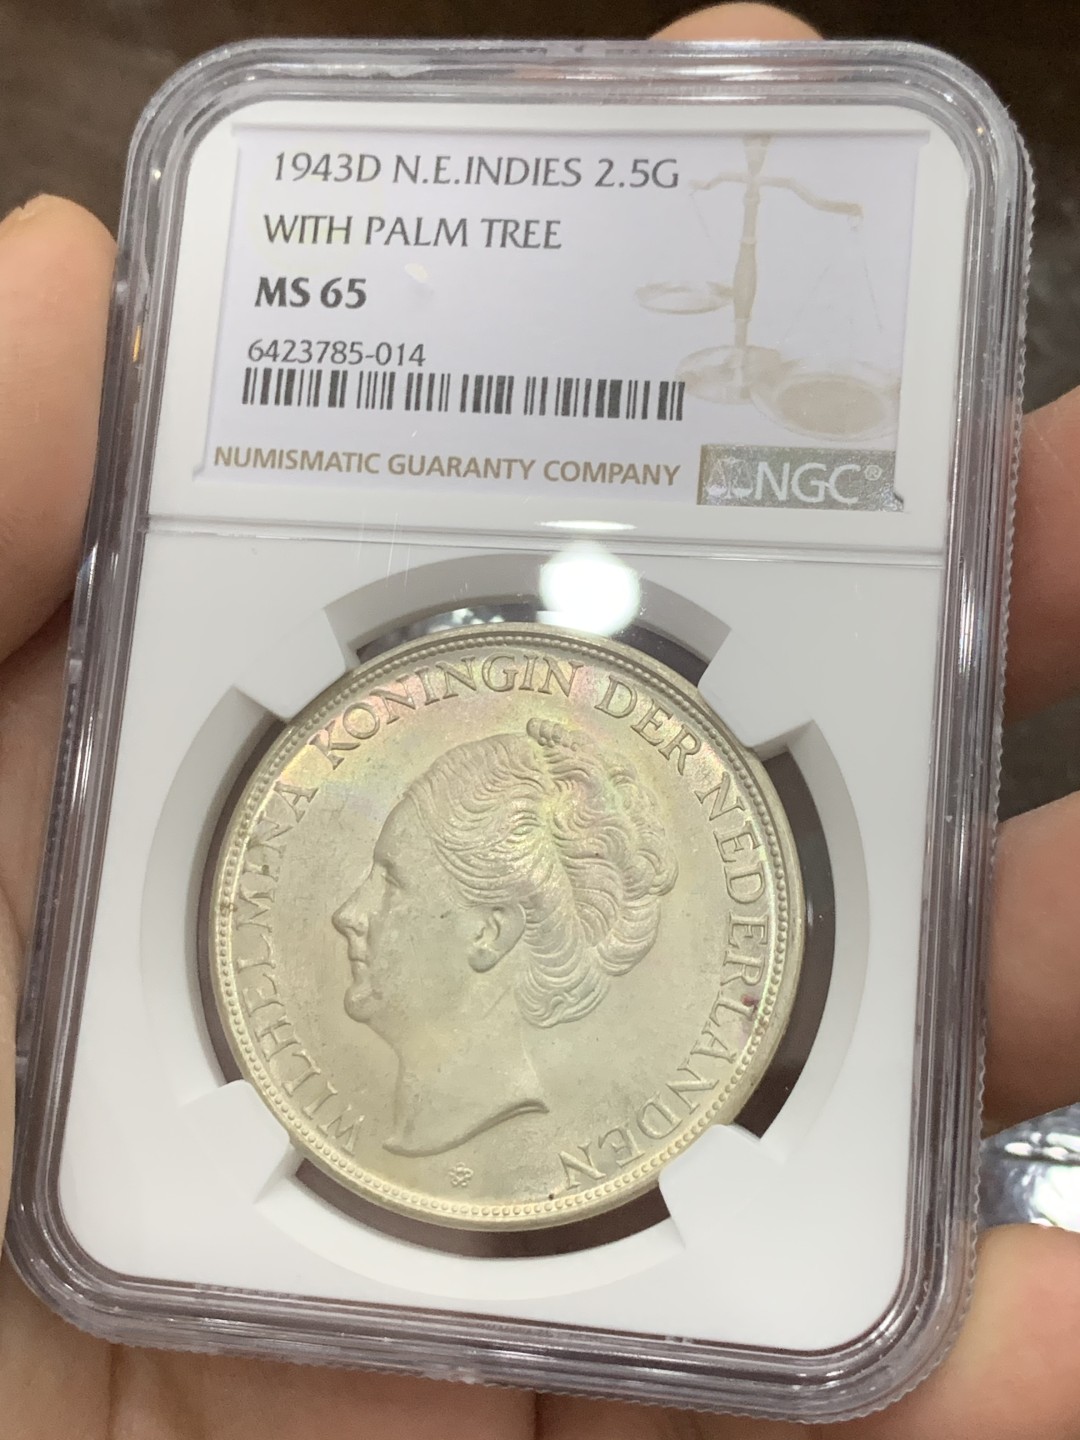 1943D N.E.INDIES 2.5G
WITH PALM TREE
MS 65
6423785-014
NUMISMATIC GUARANTY COMPANY
NGC®
WILHELMINA KONINGIN DER NEDERLANDEN